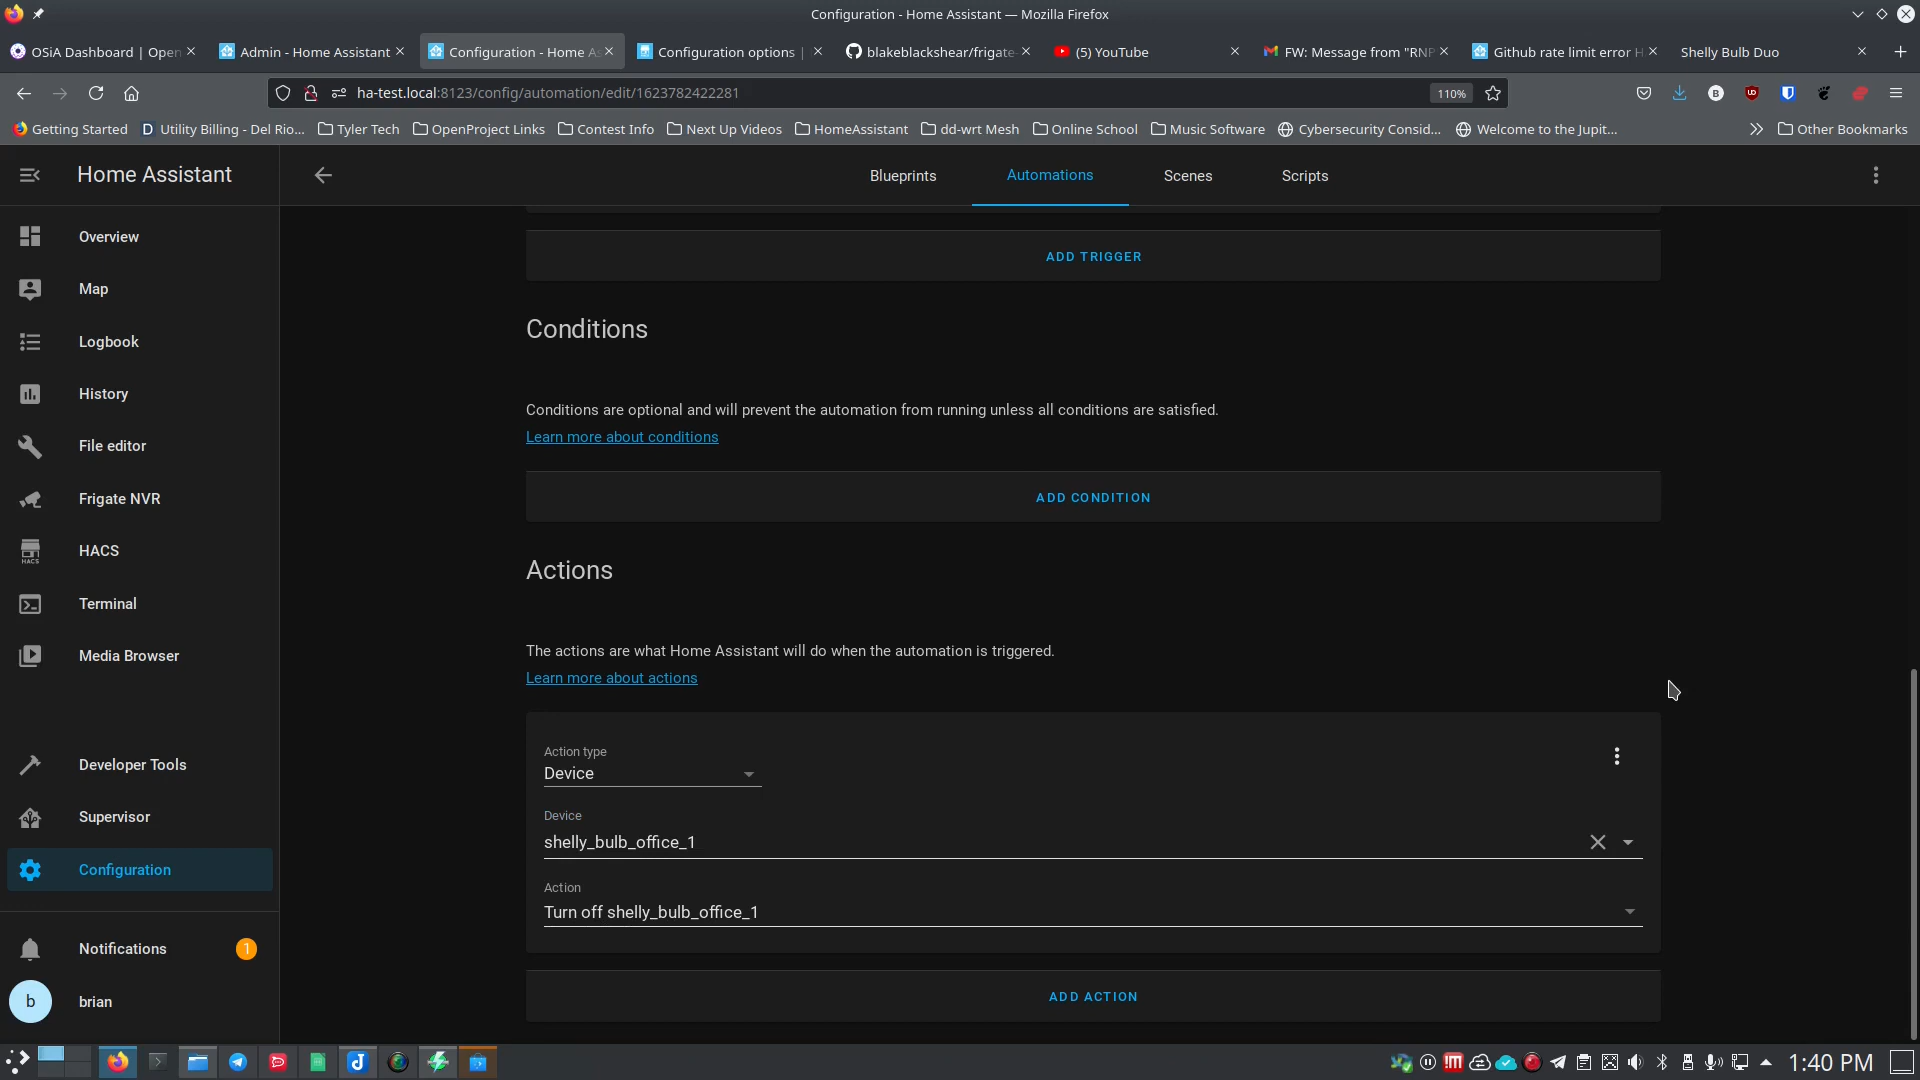 Configuration - Home Assistant — Mozilla Firefox
OSiA Dashboard | Open
Admin - Home Assistant
Configuration - Home As
Configuration options |
blakeblackshear/frigate-
(5) YouTube
FW: Message from "RNP
Github rate limit error H
Shelly Bulb Duo
ha-test.local:8123/config/automation/edit/1623782422281
110%
Getting Started
Utility Billing - Del Rio...
Tyler Tech
OpenProject Links
Contest Info
Next Up Videos
HomeAssistant
dd-wrt Mesh
Online School
Music Software
Cybersecurity Consid...
Welcome to the Jupit...
Other Bookmarks
Home Assistant
Blueprints
Automations
Scenes
Scripts
Overview
Map
Logbook
History
File editor
Frigate NVR
HACS
HACS
Terminal
Media Browser
Developer Tools
Supervisor
Configuration
Notifications
1
b
brian
ADD TRIGGER
Conditions
Conditions are optional and will prevent the automation from running unless all conditions are satisfied.
Learn more about conditions
ADD CONDITION
Actions
The actions are what Home Assistant will do when the automation is triggered.
Learn more about actions
Action type
Device
Device
shelly_bulb_office_1
Action
Turn off shelly_bulb_office_1
ADD ACTION
1:40 PM